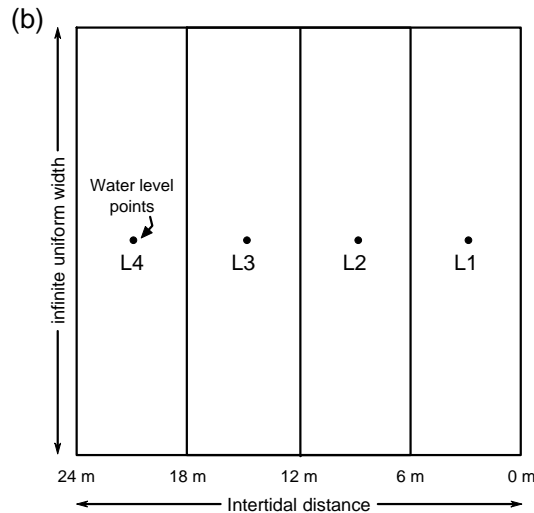 (b)
infinite uniform width
Water level
points
L4
L3
L2
L1
24 m
18 m
12 m
6 m
0 m
Intertidal distance